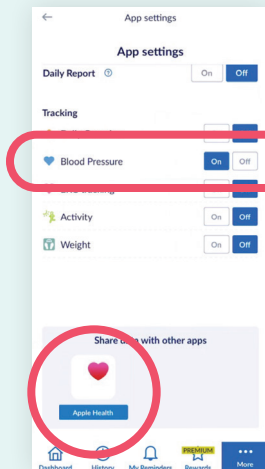 App settings
App settings
Daily Report ? On Off
Tracking
Blood Pressure On Off
Activity On Off
Weight On Off
Share with other apps
Apple Health
PREMIUM
Dashboard History My Reminders Rewards More